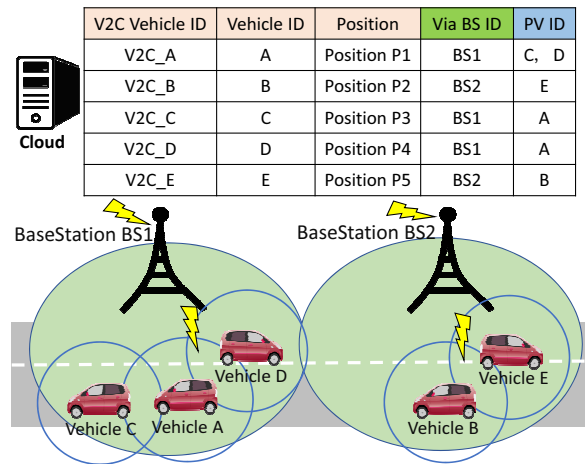 V2C Vehicle ID Vehicle ID Position Via BS ID PV ID
V2C_A A Position P1 BS1 C, D
V2C_B B Position P2 BS2 E
V2C_C C Position P3 BS1 A
V2C_D D Position P4 BS1 A
V2C_E E Position P5 BS2 B
Cloud
BaseStation BS1
BaseStation BS2
Vehicle D
Vehicle E
Vehicle C
Vehicle A
Vehicle B